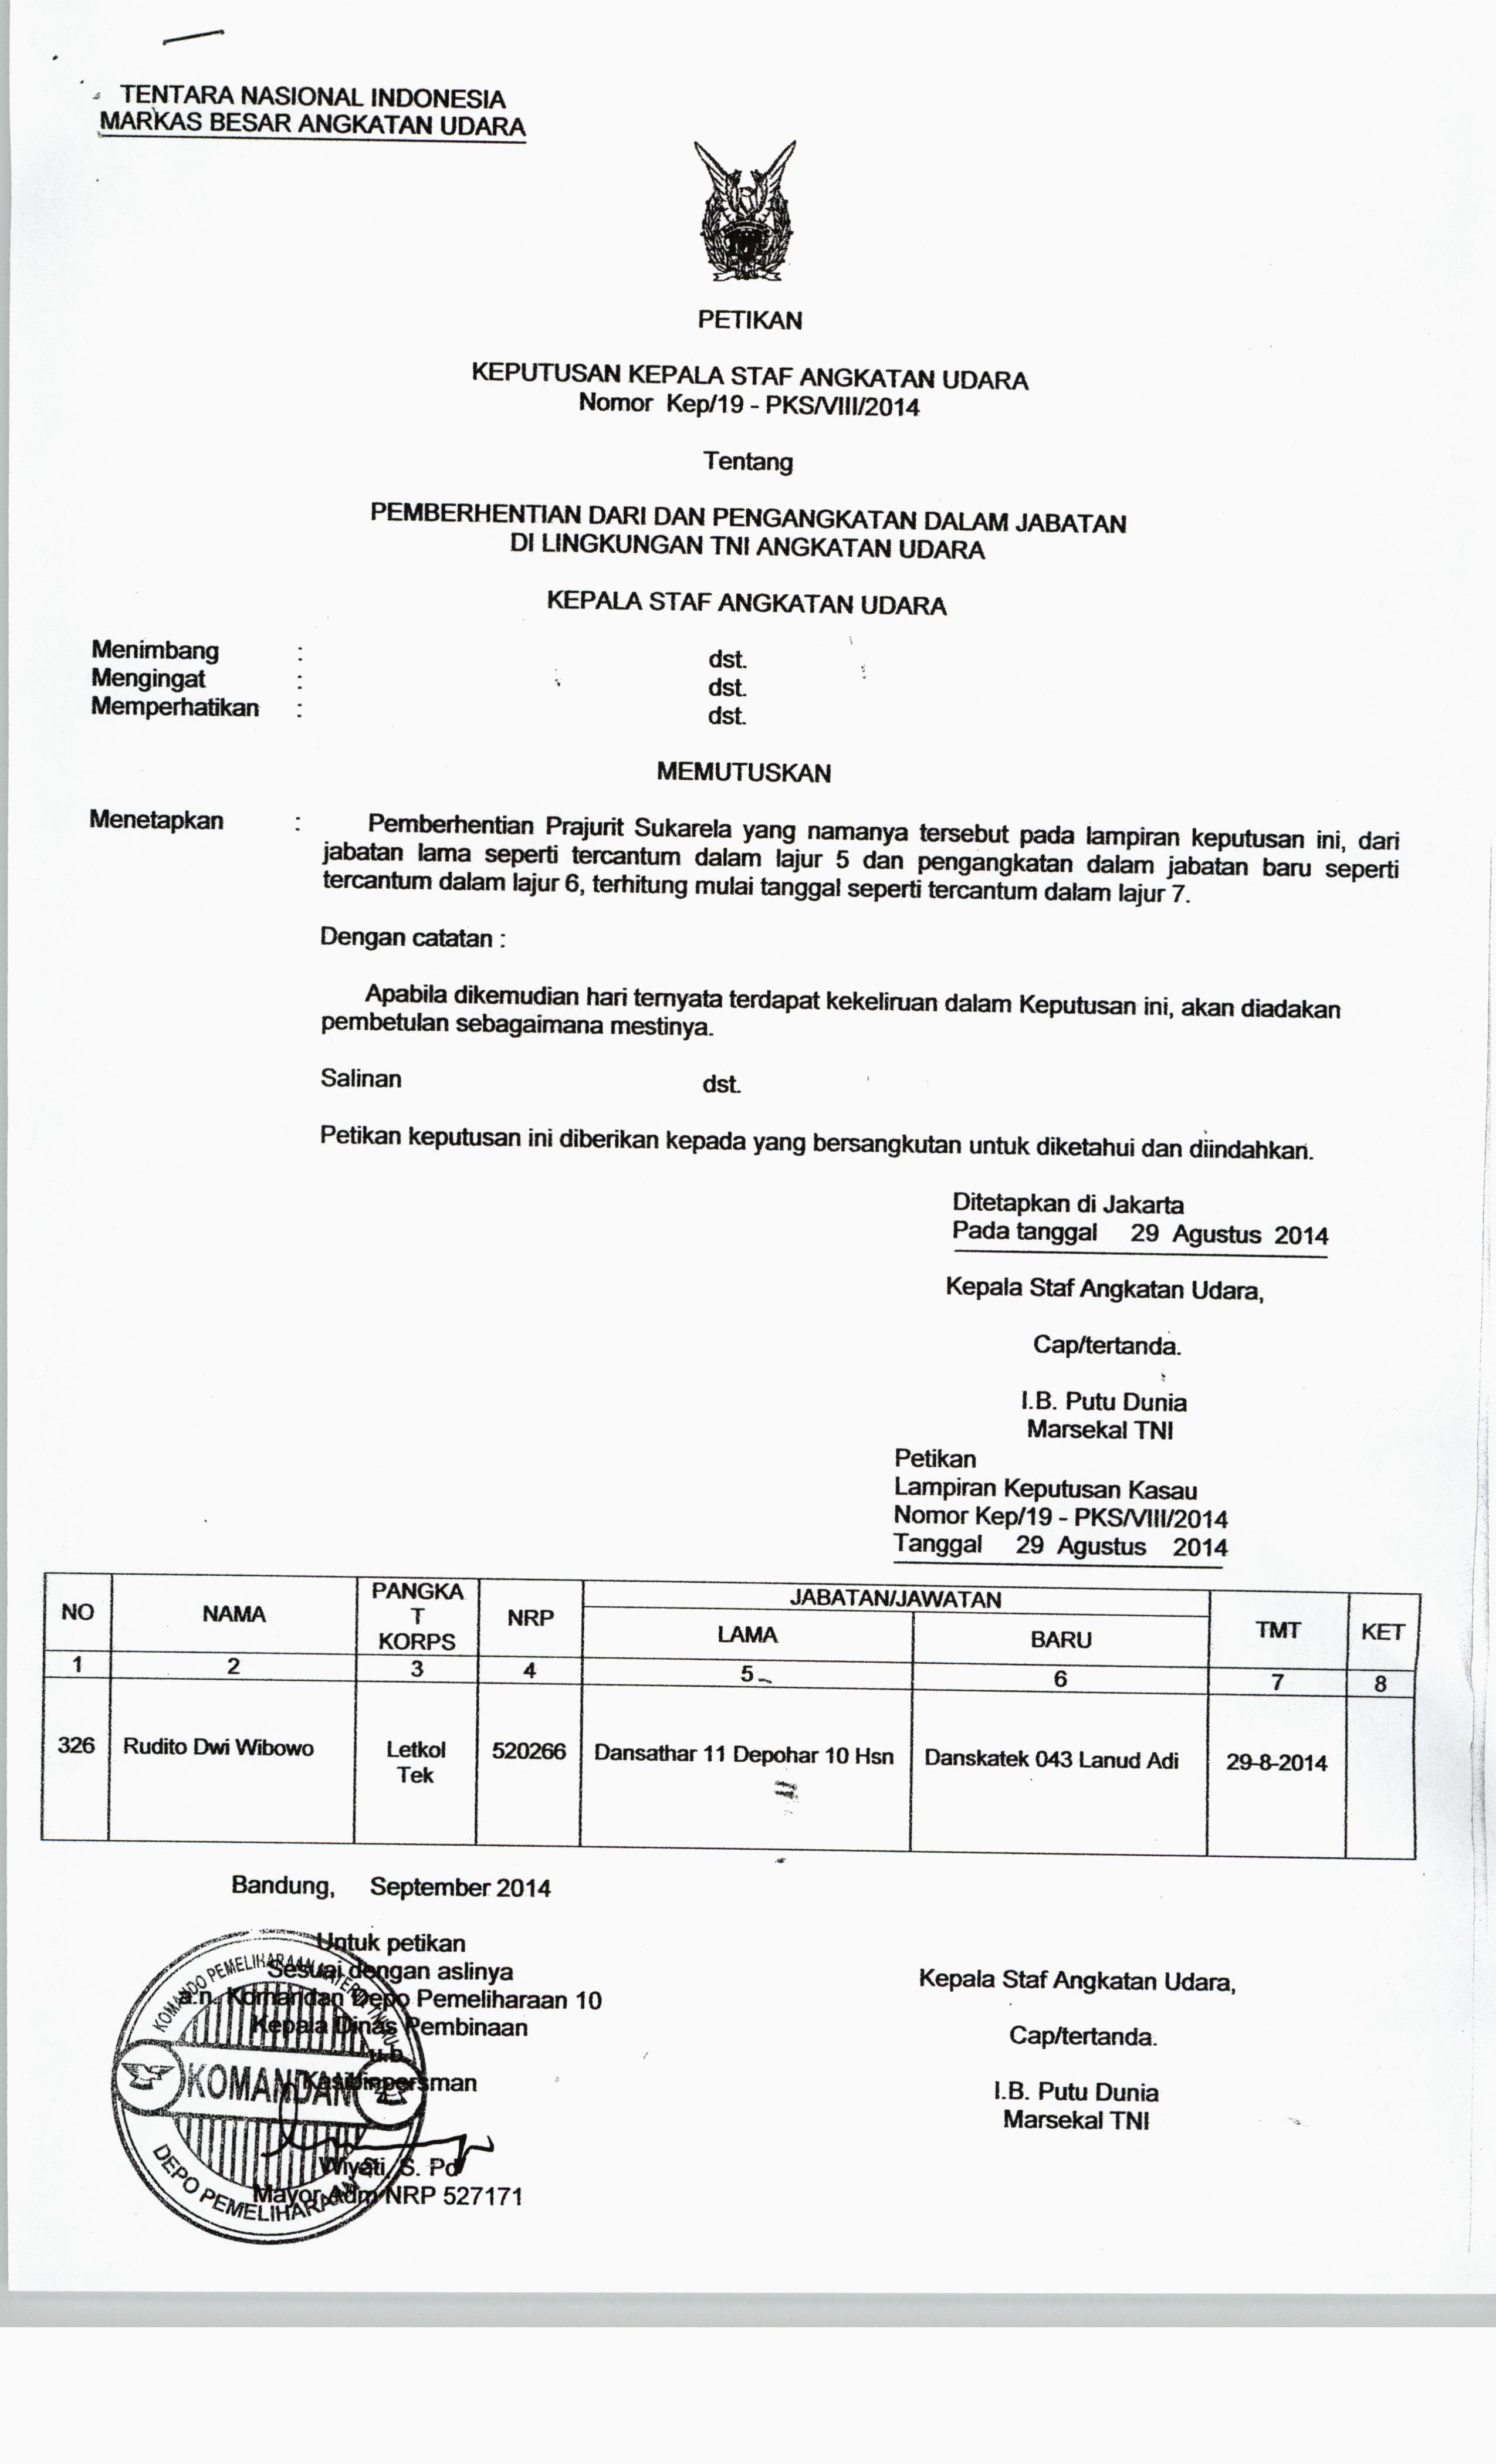 TENTARA NASIONAL INDONESIA
MARKAS BESAR ANGKATAN UDARA
PETIKAN
KEPUTUSAN KEPALA STAF ANGKATAN UDARA
Nomor Kep/19 - PKS/VIII/2014
Tentang
PEMBERHENTIAN DARI DAN PENGANGKATAN DALAM JABATAN
DI LINGKUNGAN TNI ANGKATAN UDARA
KEPALA STAF ANGKATAN UDARA
Menimbang : dst.
Mengingat : dst.
Memperhatikan : dst.
MEMUTUSKAN
Menetapkan : Pemberhentian Prajurit Sukarela yang namanya tersebut pada lampiran keputusan ini, dari
jabatan lama seperti tercantum dalam lajur 5 dan pengangkatan dalam jabatan baru seperti
tercantum dalam lajur 6, terhitung mulai tanggal seperti tercantum dalam lajur 7.
Dengan catatan :
Apabila dikemudian hari ternyata terdapat kekeliruan dalam Keputusan ini, akan diadakan
pembetulan sebagaimana mestinya.
Salinan dst.
Petikan keputusan ini diberikan kepada yang bersangkutan untuk diketahui dan diindahkan.
Ditetapkan di Jakarta
Pada tanggal 29 Agustus 2014
Kepala Staf Angkatan Udara,
Cap/tertanda.
I.B. Putu Dunia
Marsekal TNI
Petikan
Lampiran Keputusan Kasau
Nomor Kep/19 - PKS/VIII/2014
Tanggal 29 Agustus 2014
NO NAMA PANGKA
T
KORPS NRP JABATAN/JAWATAN TMT KET
LAMA BARU
1 2 3 4 5 6 7 8
326 Rudito Dwi Wibowo Letkol
Tek 520266 Dansathar 11 Depohar 10 Hsn Danskatek 043 Lanud Adi 29-8-2014
Bandung, September 2014
Untuk petikan
Sesuai dengan aslinya
a.n. Komandan Depo Pemeliharaan 10
Kepala Dinas Pembinaan
u.b
Kasibinpersman
Wiyati, S. Pd
Mayor Adm NRP 527171
KOMANDO PEMELIHARAAN
KOMANDAN
DEPO PEMELIHARAAN
Kepala Staf Angkatan Udara,
Cap/tertanda.
I.B. Putu Dunia
Marsekal TNI